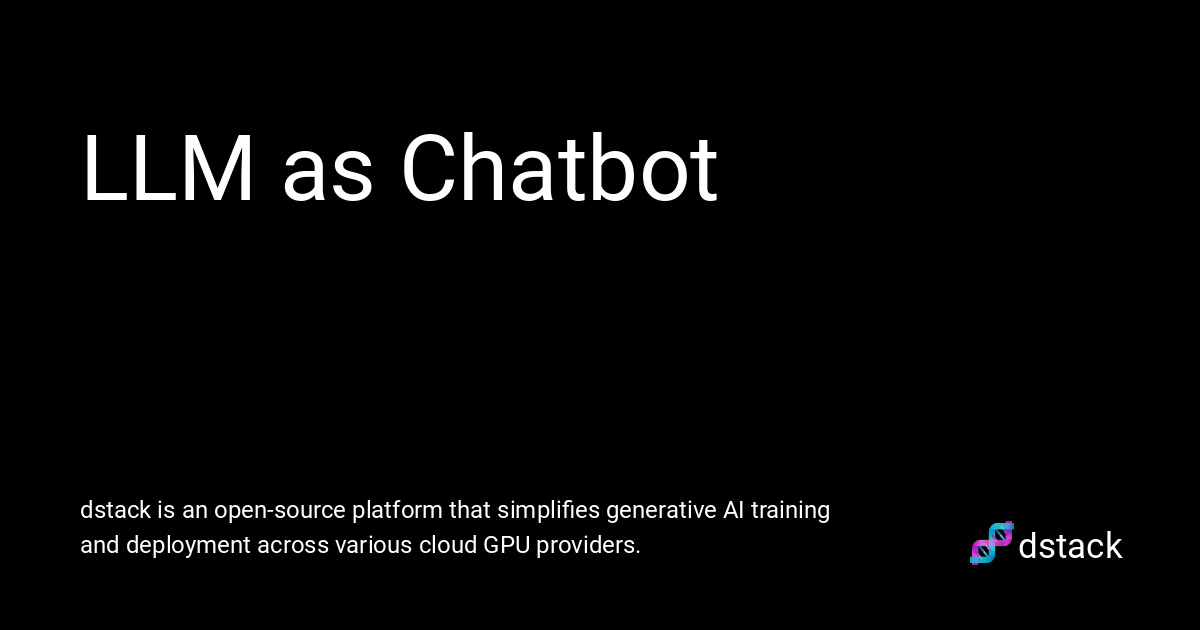 LLM as Chatbot
dstack is an open-source platform that simplifies generative AI training
and deployment across various cloud GPU providers.
dstack